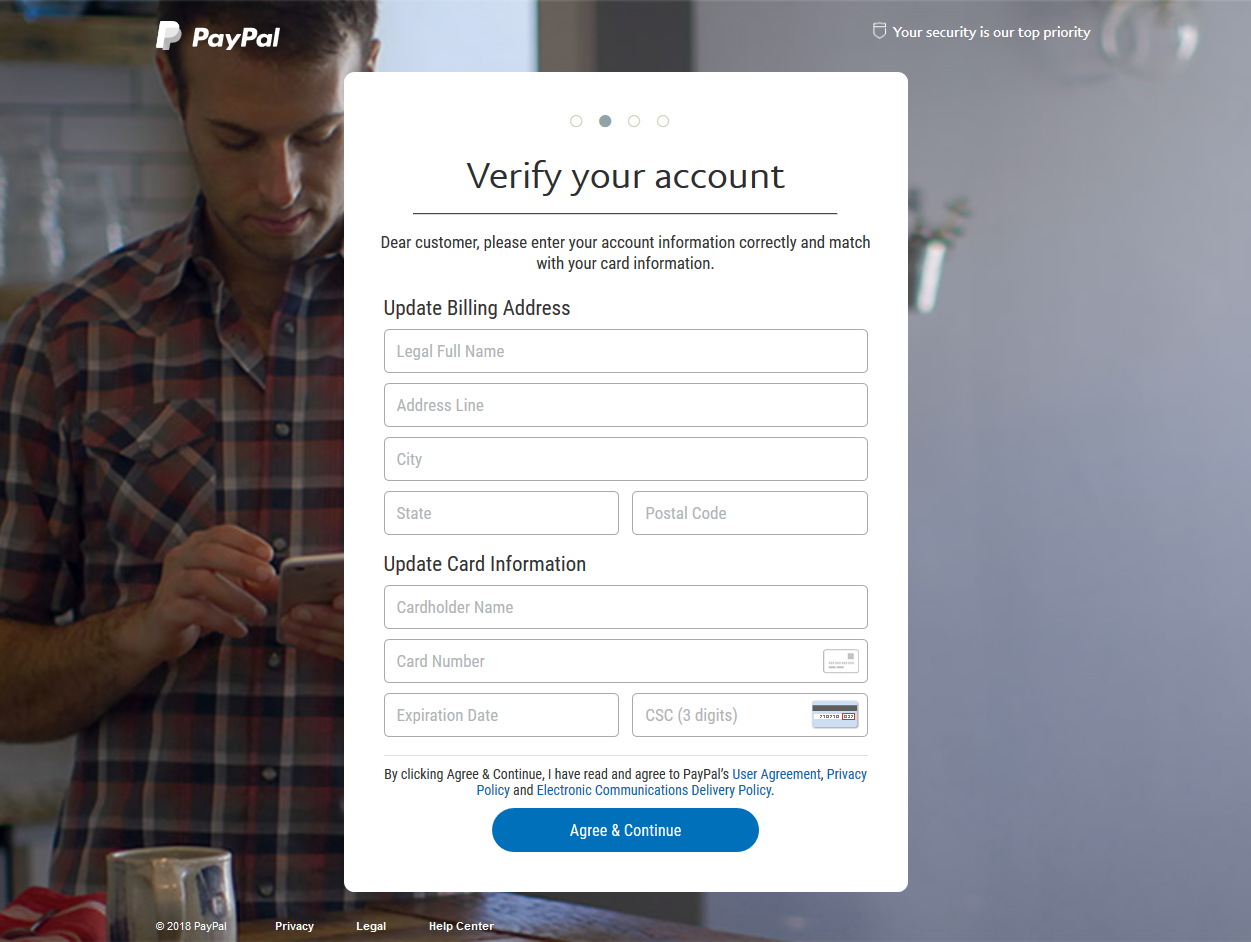 PayPal
Your security is our top priority
Verify your account
Dear customer, please enter your account information correctly and match
with your card information.
Update Billing Address
Legal Full Name
Address Line
City
State
Postal Code
Update Card Information
Cardholder Name
Card Number
Expiration Date
CSC (3 digits)
By clicking Agree & Continue, I have read and agree to PayPal's User Agreement, Privacy
Policy and Electronic Communications Delivery Policy.
Agree & Continue
© 2018 PayPal
Privacy
Legal
Help Center